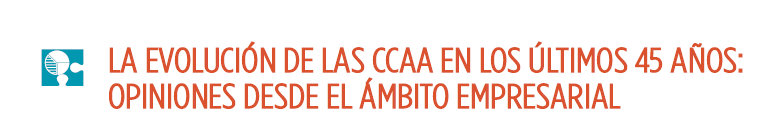 LA EVOLUCIÓN DE LAS CCAA EN LOS ÚLTIMOS 45 AÑOS:
OPINIONES DESDE EL ÁMBITO EMPRESARIAL